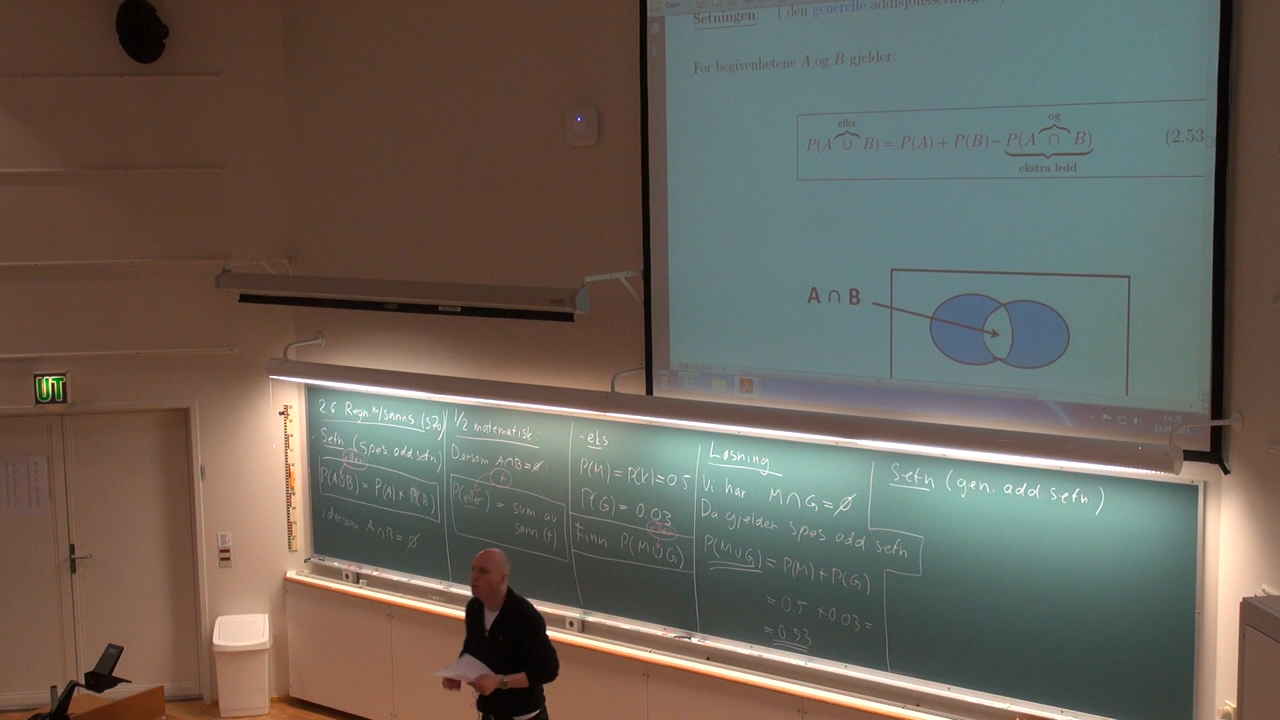 Open
Setningen: ( den generelle
For begivenhetene A og B gjelder:
eller
og
P(A ∪ B) = P(A) + P(B) − P(A ∩ B)
(2.53
ekstra ledd
A ∩ B
UT
2.6 Regn m/sanns.
Setn (spes. add setn)
eller
P(A∪B) = P(A) + P(B)
, dersom A∩B = ∅
1/2 matematisk:
Dersom A∩B = ∅:
(+)
P(eller) = sum av
sann (+)
-eks
P(M) = P(K) = 0.5
P(G) = 0.03
eller
Finn P(M∪G)
Løsning
Vi har: M∩G = ∅
Da gjelder spes add setn
P(M∪G) = P(M) + P(G)
= 0.5 + 0.03 =
= 0.53
Setn (gen. add. setn.)